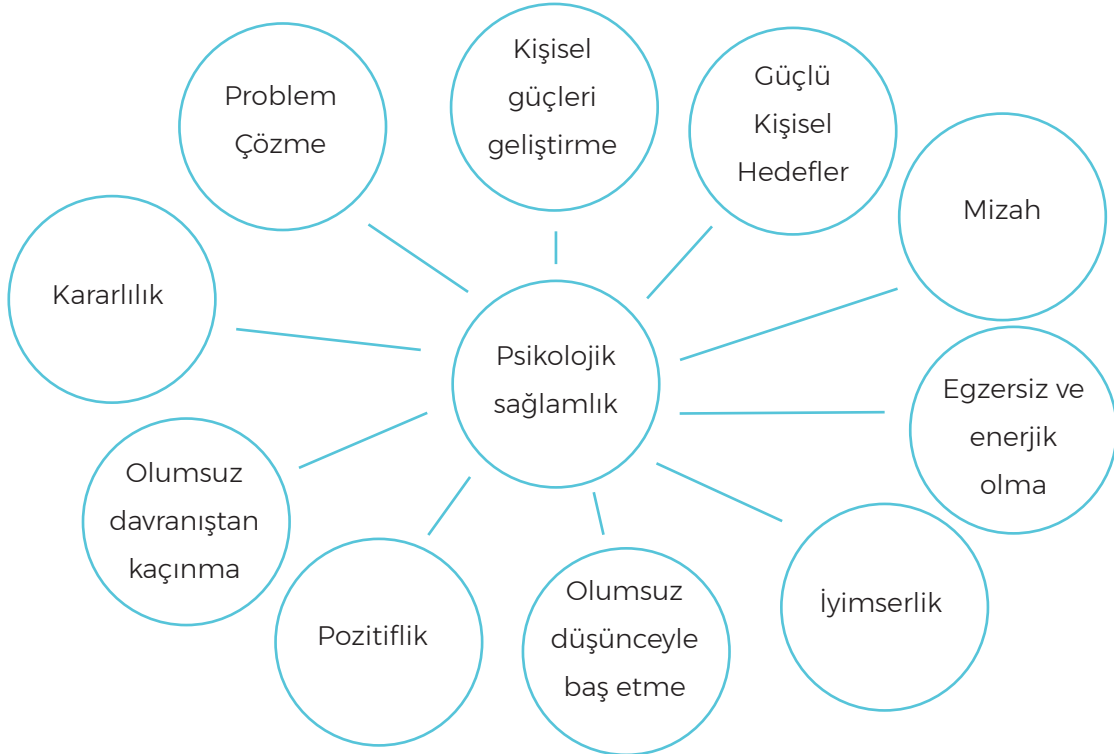 Kişisel
güçleri
geliştirme
Güçlü
Kişisel
Hedefler
Problem
Çözme
Mizah
Kararlılık
Psikolojik
sağlamlık
Egzersiz ve
enerjik
olma
Olumsuz
davranıştan
kaçınma
İyimserlik
Pozitiflik
Olumsuz
düşünceyle
baş etme